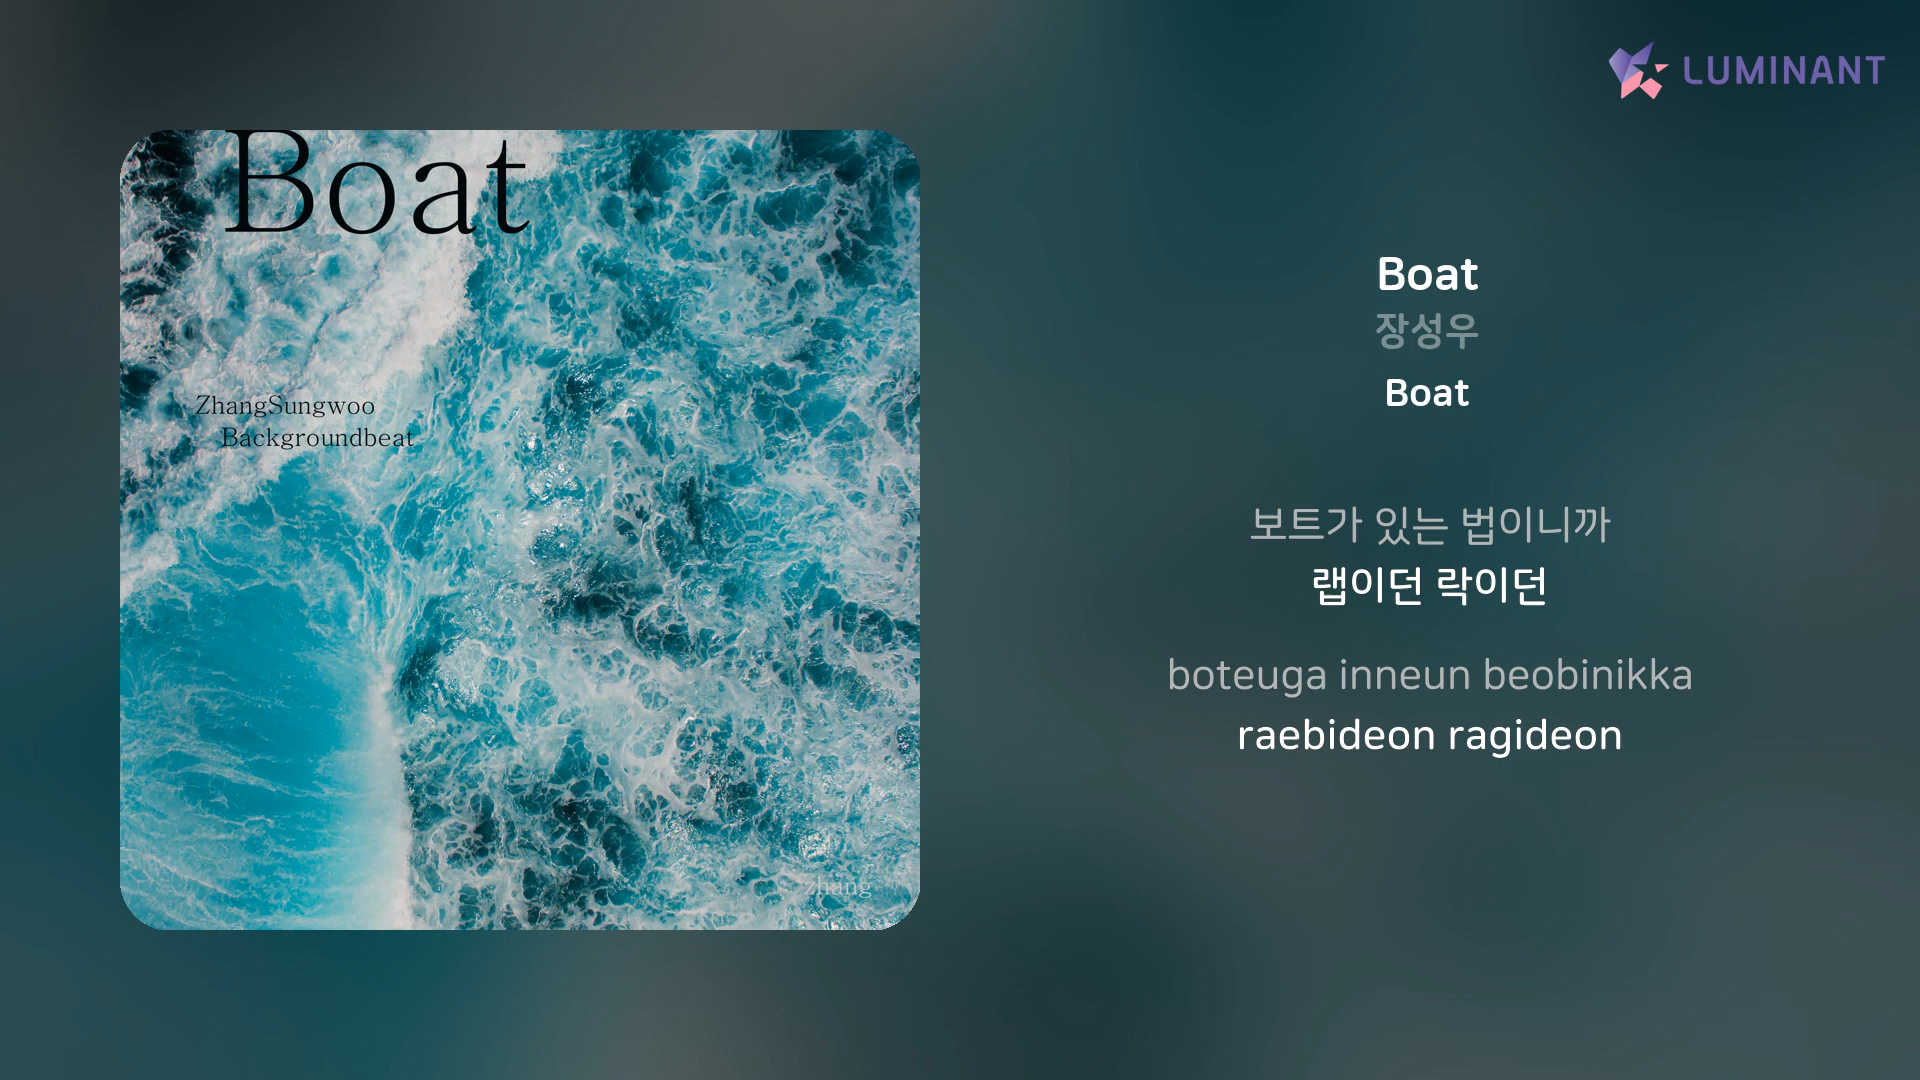 LUMINANT
Boat
ZhangSungwoo
Backgroundbeat
zhang
Boat
장성우
Boat
보트가 있는 법이니까
랩이던 락이던
boteuga inneun beobinikka
raebideon ragideon